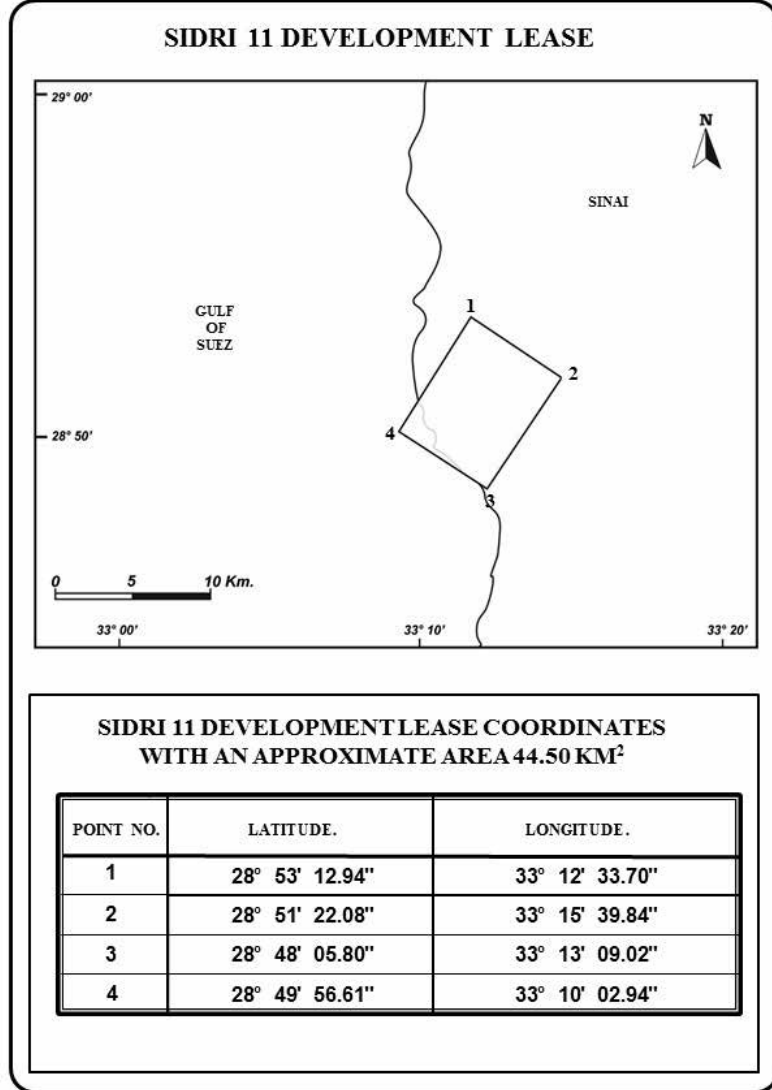 SIDRI 11 DEVELOPMENT LEASE
29° 00'
N
SINAI
GULF
OF
SUEZ
1
2
28° 50'
4
3
0 5 10 Km.
33° 00' 33° 10' 33° 20'
SIDRI 11 DEVELOPMENT LEASE COORDINATES
WITH AN APPROXIMATE AREA 44.50 KM²
POINT NO. LATITUDE. LONGITUDE.
1 28° 53' 12.94" 33° 12' 33.70"
2 28° 51' 22.08" 33° 15' 39.84"
3 28° 48' 05.80" 33° 13' 09.02"
4 28° 49' 56.61" 33° 10' 02.94"